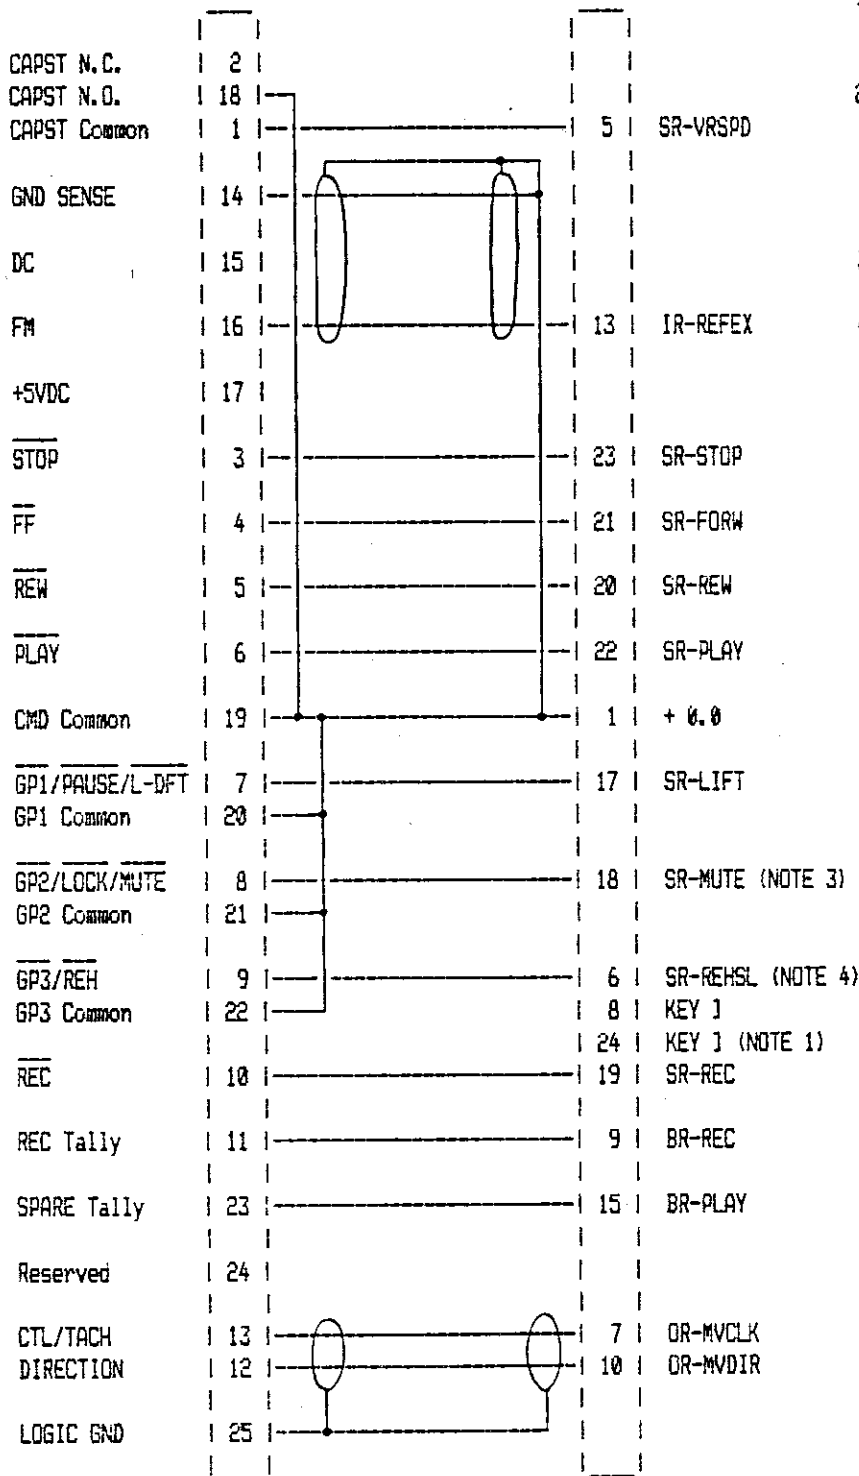 CAPST N.C. 2
CAPST N.O. 18
CAPST Common 1 5 SR-VRSPD
GND SENSE 14
DC 15
FM 16 13 IR-REFEX
+5VDC 17
STOP 3 23 SR-STOP
FF 4 21 SR-FORW
REW 5 20 SR-REW
PLAY 6 22 SR-PLAY
CMD Common 19 1 + 0.0
GP1/PAUSE/L-DFT 7 17 SR-LIFT
GP1 Common 20
GP2/LOCK/MUTE 8 18 SR-MUTE (NOTE 3)
GP2 Common 21
GP3/REH 9 6 SR-REHSL (NOTE 4)
GP3 Common 22 8 KEY ]
24 KEY ] (NOTE 1)
REC 10 19 SR-REC
REC Tally 11 9 BR-REC
SPARE Tally 23 15 BR-PLAY
Reserved 24
CTL/TACH 13 7 OR-MVCLK
DIRECTION 12 10 OR-MVDIR
LOGIC GND 25